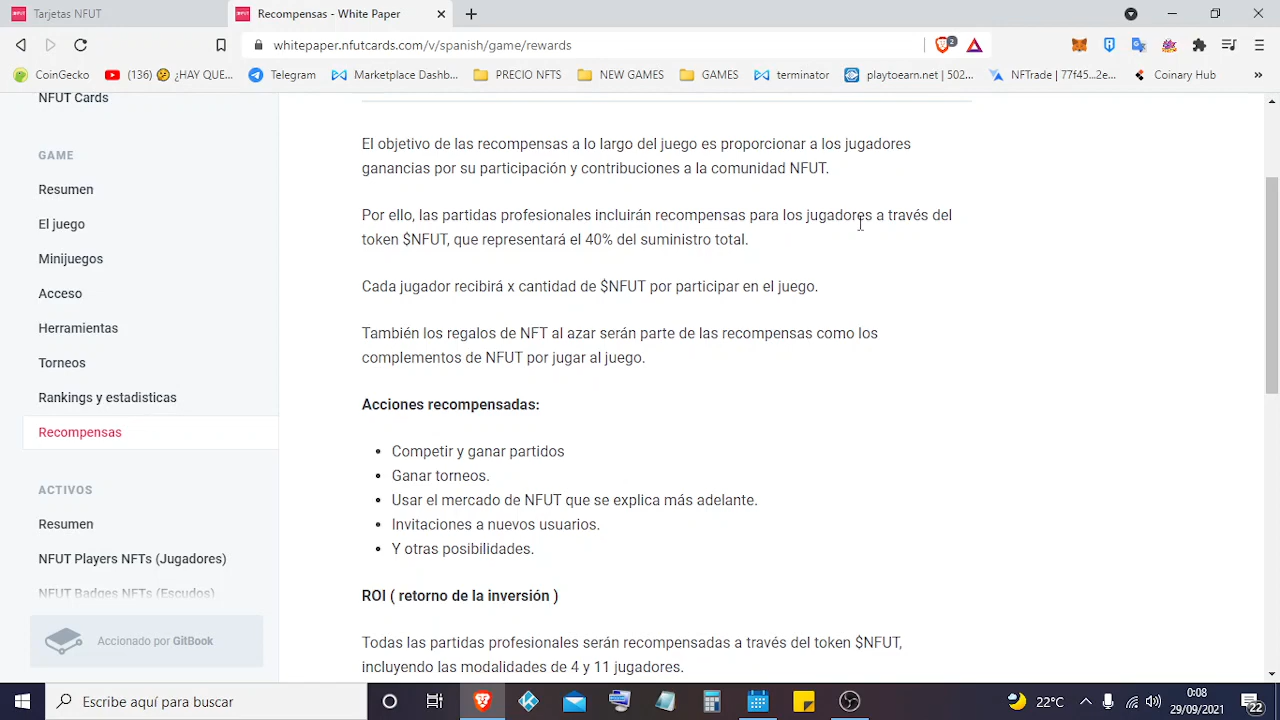 Tarjetas NFUT
Recompensas - White Paper
whitepaper.nfutcards.com/v/spanish/game/rewards
2
CoinGecko
(136) 🤔 ¿HAY QUE...
Telegram
Marketplace Dashb...
PRECIO NFTS
NEW GAMES
GAMES
terminator
playtoearn.net | 502...
NFTrade | 77f45...2e...
Coinary Hub
»
NFUT Cards
GAME
Resumen
El juego
Minijuegos
Acceso
Herramientas
Torneos
Rankings y estadisticas
Recompensas
ACTIVOS
Resumen
NFUT Players NFTs (Jugadores)
NFUT Badges NFTs (Escudos)
Accionado por GitBook
El objetivo de las recompensas a lo largo del juego es proporcionar a los jugadores
ganancias por su participación y contribuciones a la comunidad NFUT.
Por ello, las partidas profesionales incluirán recompensas para los jugadores a través del
token $NFUT, que representará el 40% del suministro total.
Cada jugador recibirá x cantidad de $NFUT por participar en el juego.
También los regalos de NFT al azar serán parte de las recompensas como los
complementos de NFUT por jugar al juego.
Acciones recompensadas:
• Competir y ganar partidos
• Ganar torneos.
• Usar el mercado de NFUT que se explica más adelante.
• Invitaciones a nuevos usuarios.
• Y otras posibilidades.
ROI ( retorno de la inversión )
Todas las partidas profesionales serán recompensadas a través del token $NFUT,
incluyendo las modalidades de 4 y 11 jugadores.
Escribe aquí para buscar
22°C
0:08
29/09/2021
22